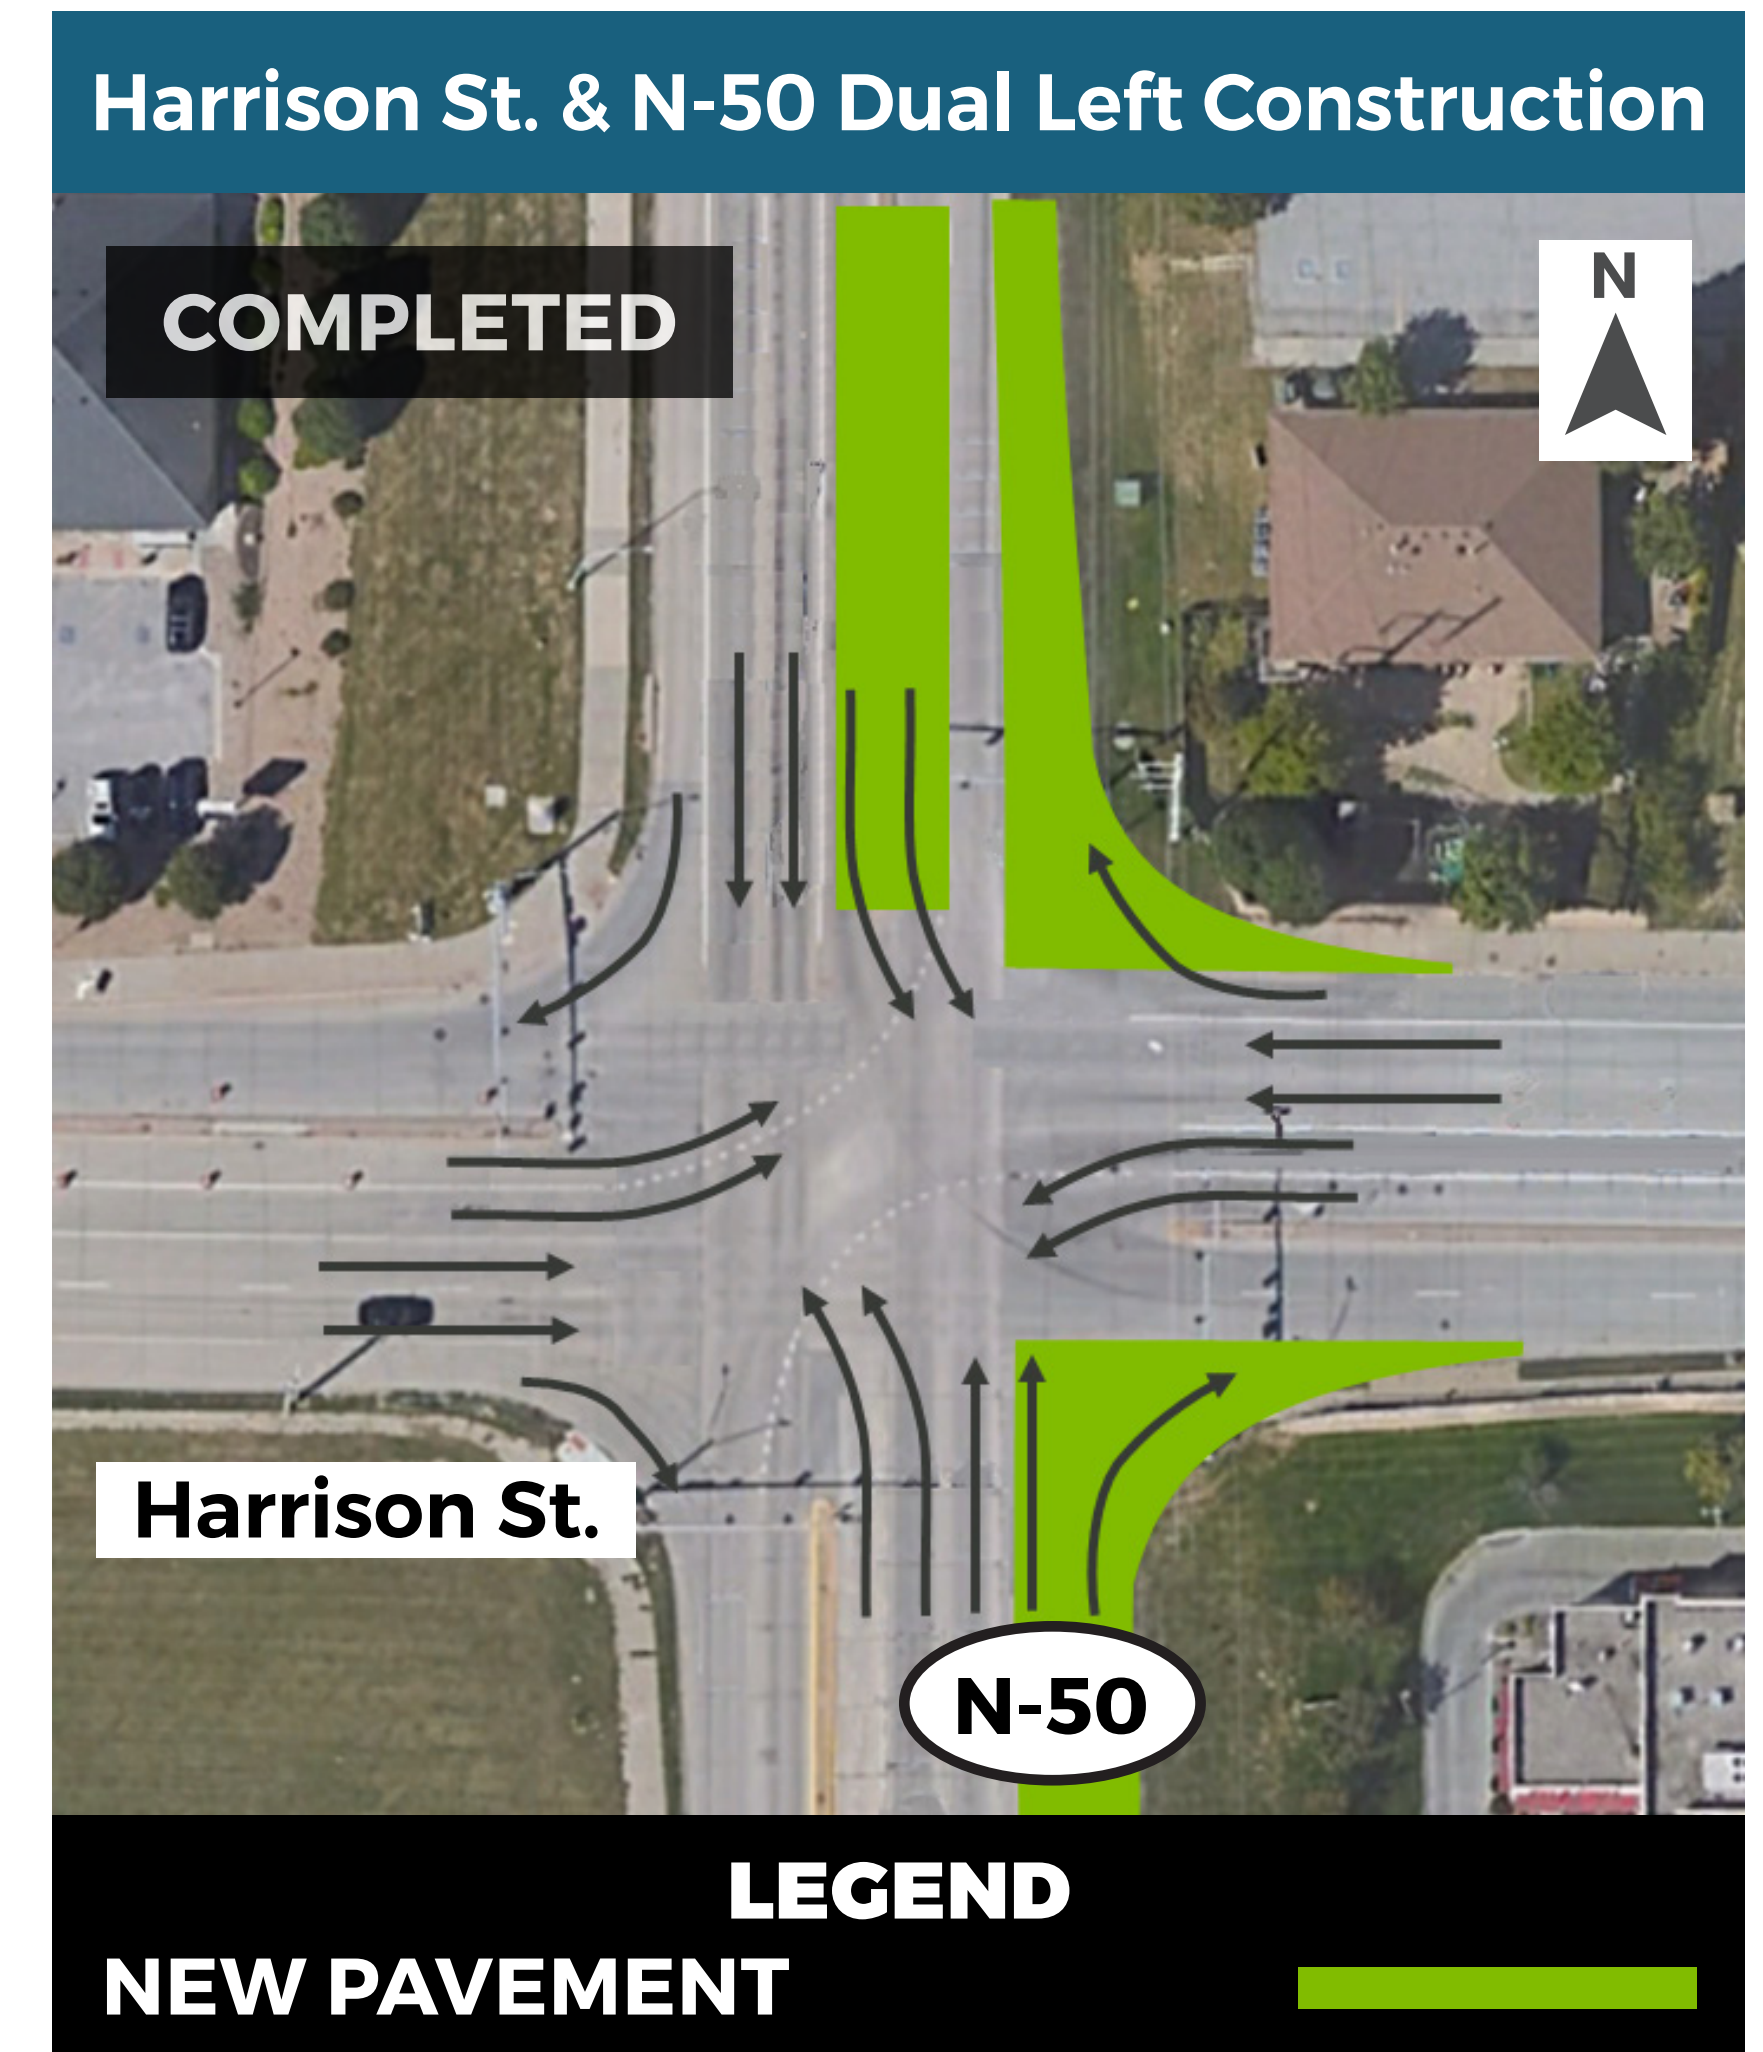 Harrison St. & N-50 Dual Left Construction
COMPLETED
N
Harrison St.
N-50
LEGEND
NEW PAVEMENT